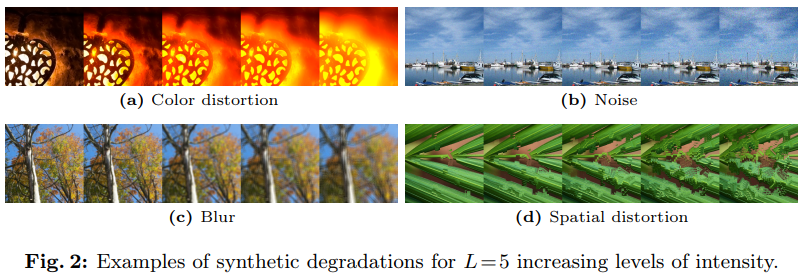 (a) Color distortion
(b) Noise
(c) Blur
(d) Spatial distortion
Fig. 2: Examples of synthetic degradations for L=5 increasing levels of intensity.